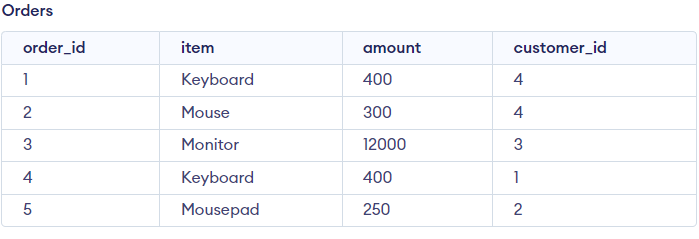 Orders
order_id item amount customer_id
1 Keyboard 400 4
2 Mouse 300 4
3 Monitor 12000 3
4 Keyboard 400 1
5 Mousepad 250 2